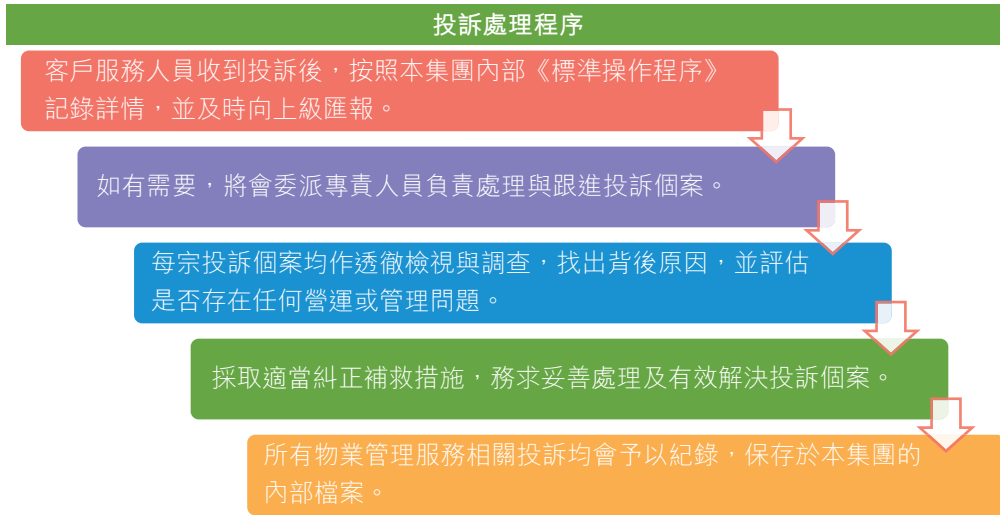 投訴處理程序
客戶服務人員收到投訴後，按照本集團內部《標準操作程序》
記錄詳情，並及時向上級匯報。
如有需要，將會委派專責人員負責處理與跟進投訴個案。
每宗投訴個案均作透徹檢視與調查，找出背後原因，並評估
是否存在任何營運或管理問題。
採取適當糾正補救措施，務求妥善處理及有效解決投訴個案。
所有物業管理服務相關投訴均會予以紀錄，保存於本集團的
內部檔案。